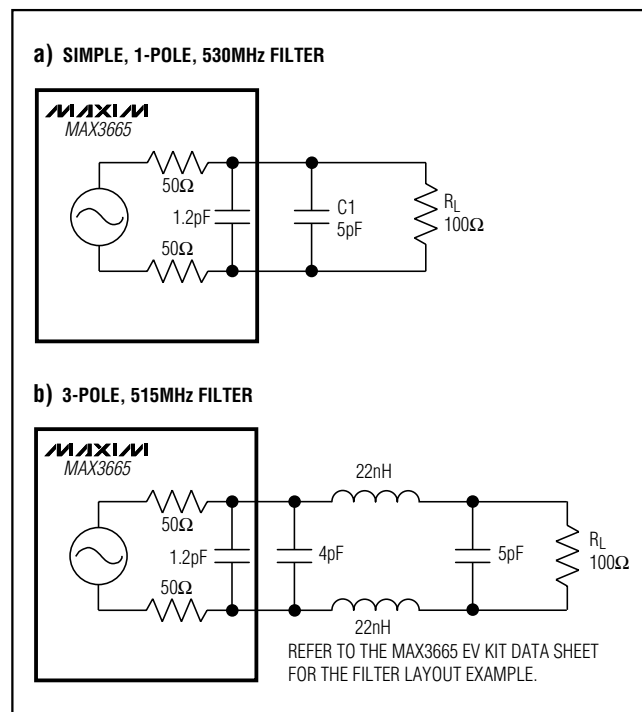 a) SIMPLE, 1-POLE, 530MHz FILTER
MAXIM
MAX3665
50Ω
1.2pF
50Ω
C1
5pF
RL
100Ω
b) 3-POLE, 515MHz FILTER
MAXIM
MAX3665
22nH
50Ω
1.2pF
4pF
5pF
RL
100Ω
50Ω
22nH
REFER TO THE MAX3665 EV KIT DATA SHEET
FOR THE FILTER LAYOUT EXAMPLE.